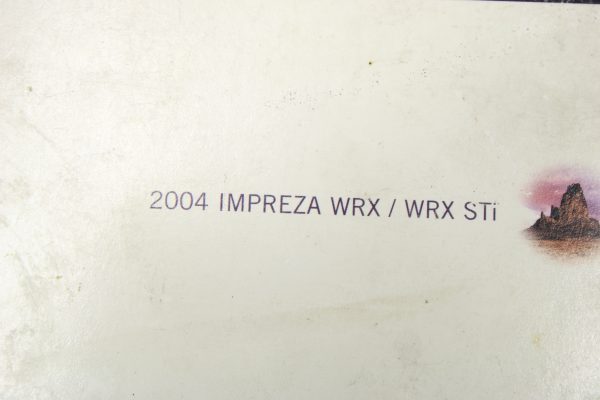 2004 IMPREZA WRX / WRX STi